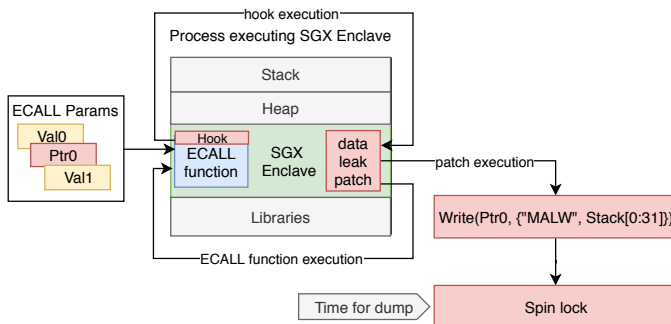 hook execution
Process executing SGX Enclave
Stack
Heap
ECALL Params
Val0
Ptr0
Val1
Hook
ECALL
function
SGX
Enclave
data
leak
patch
patch execution
Libraries
Write(Ptr0, {"MALW", Stack[0:31]})
ECALL function execution
Time for dump
Spin lock